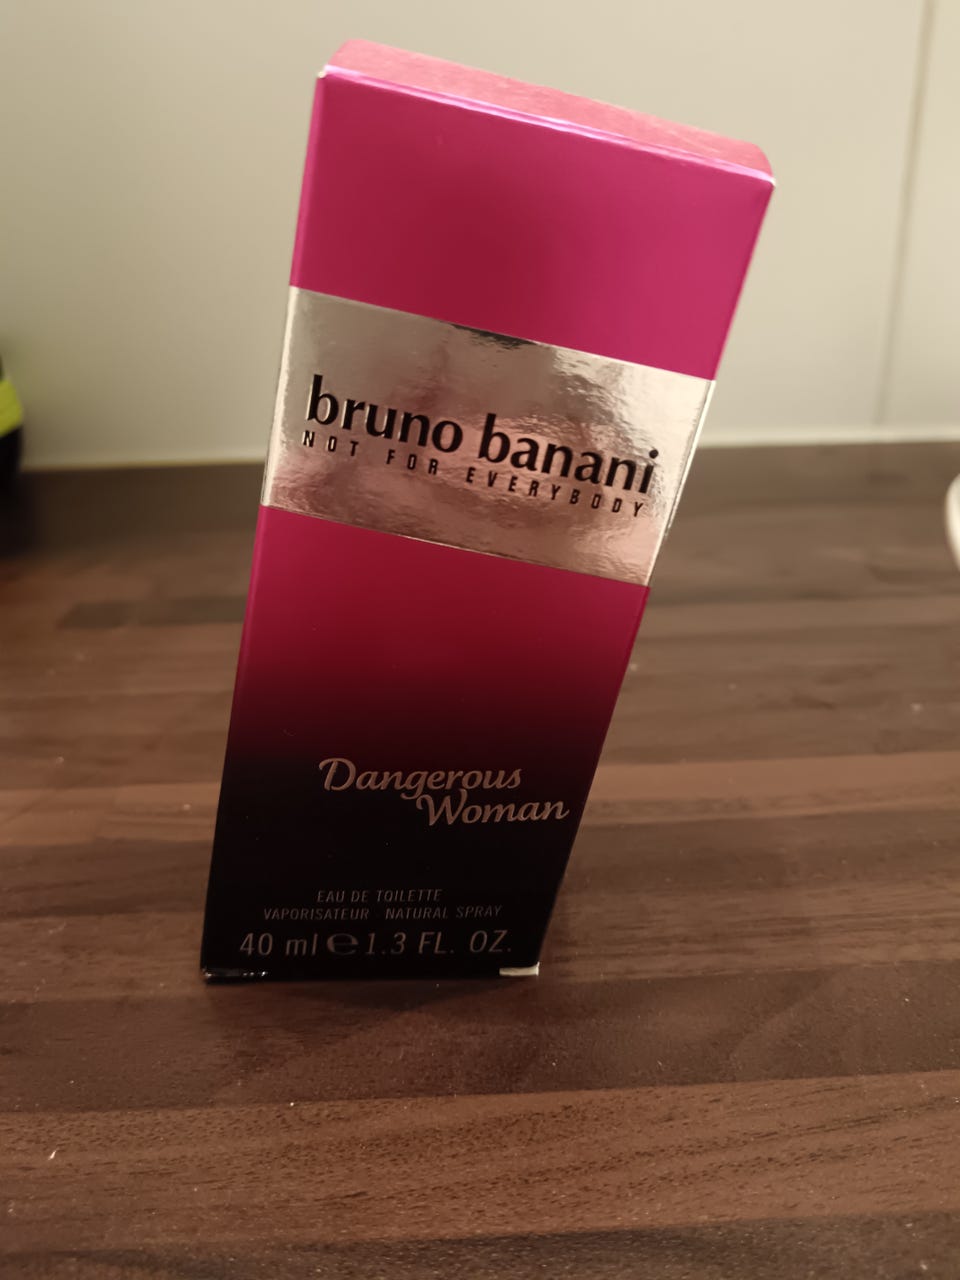 bruno banani
NOT FOR EVERYBODY
Dangerous
Woman
EAU DE TOILETTE
VAPORISATEUR · NATURAL SPRAY
40 ml ℮ 1.3 FL. OZ.